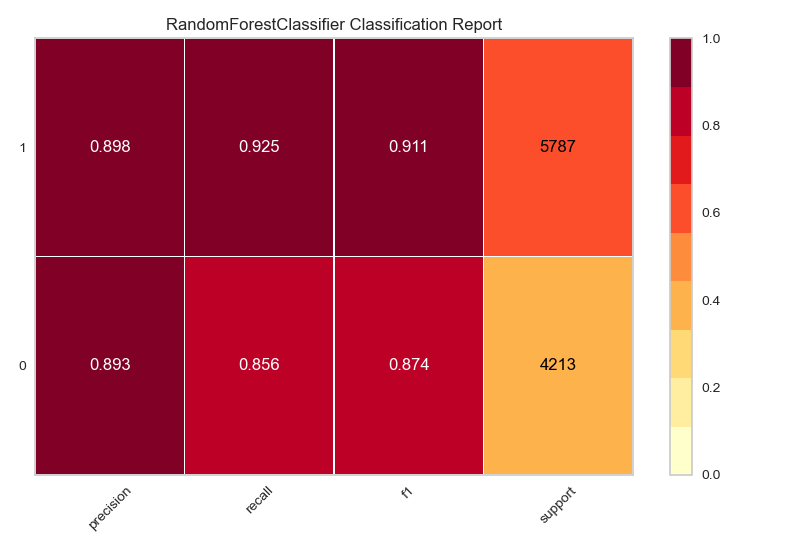 RandomForestClassifier Classification Report
1 0.898 0.925 0.911 5787
0 0.893 0.856 0.874 4213
precision recall f1 support
1.0
0.8
0.6
0.4
0.2
0.0